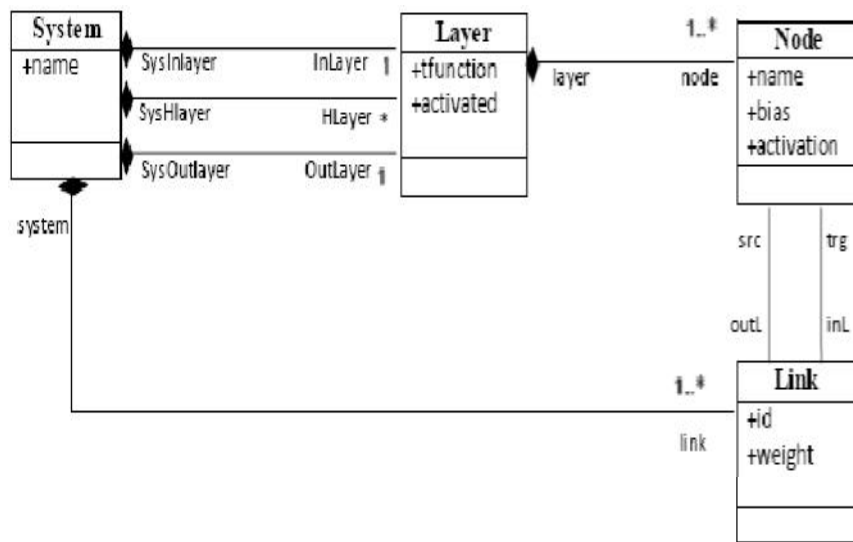 System
+name
SysInlayer
InLayer 1
SysHlayer
HLayer *
SysOutlayer
OutLayer 1
system
Layer
+tfunction
+activated
layer
1..*
node
Node
+name
+bias
+activation
src
trg
outL
inL
1..*
link
Link
+id
+weight